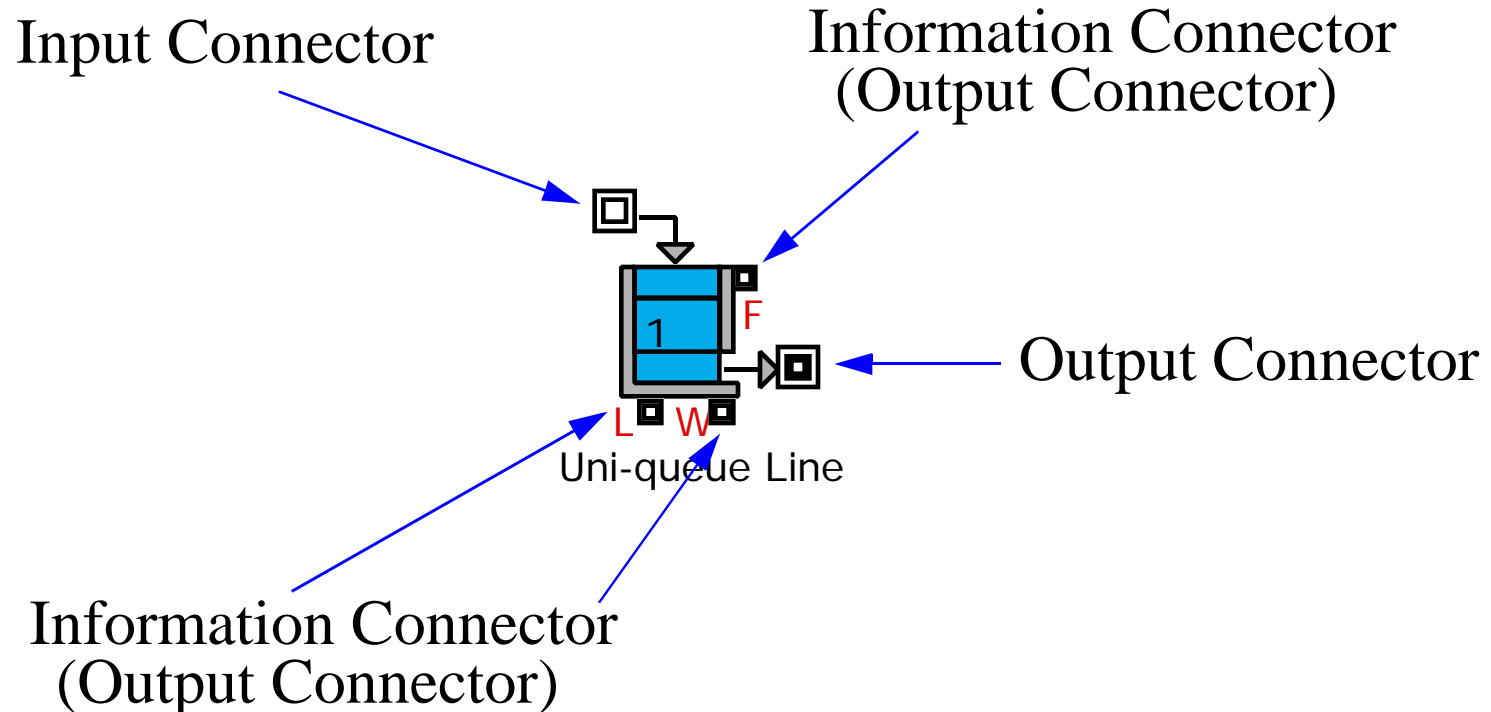 Input Connector
Information Connector
(Output Connector)
1
F
Output Connector
L W
Uni-queue Line
Information Connector
(Output Connector)